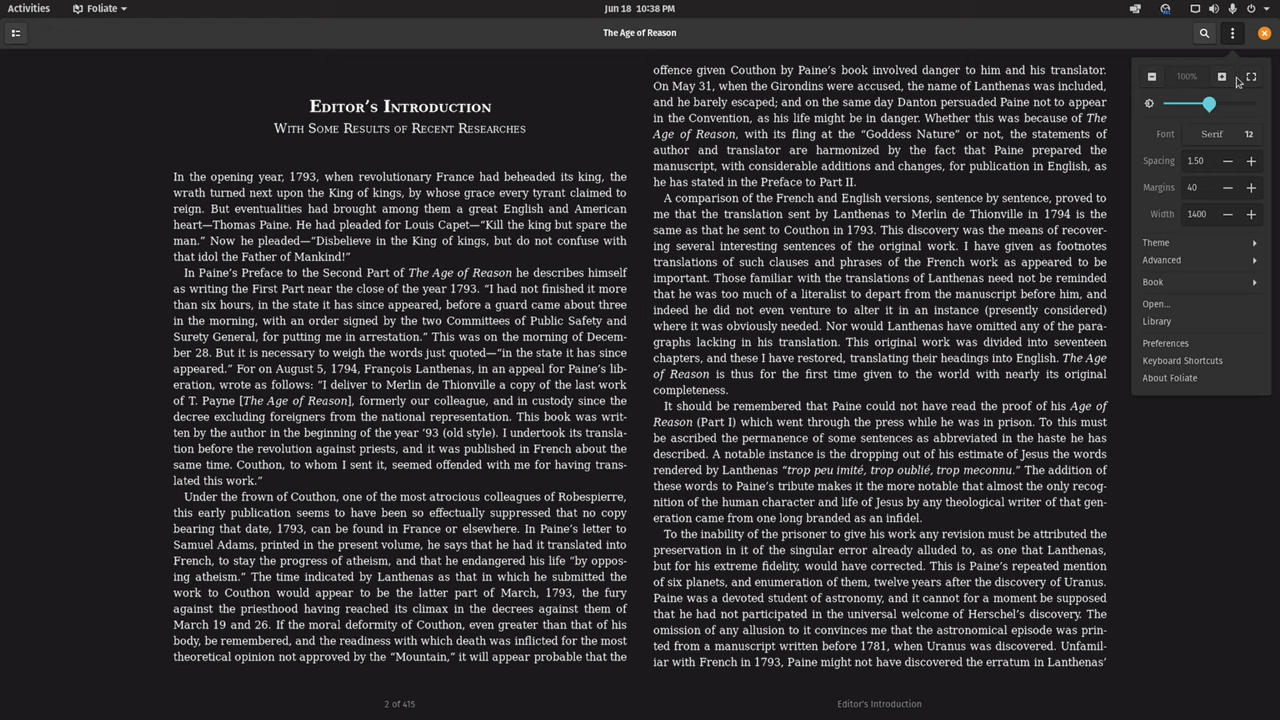 Activities
Foliate
Jun 18 10:38 PM
The Age of Reason
EDITOR'S INTRODUCTION
WITH SOME RESULTS OF RECENT RESEARCHES
In the opening year, 1793, when revolutionary France had beheaded its king, the
wrath turned next upon the King of kings, by whose grace every tyrant claimed to
reign. But eventualities had brought among them a great English and American
heart—Thomas Paine. He had pleaded for Louis Capet—“Kill the king but spare the
man.” Now he pleaded—“Disbelieve in the King of kings, but do not confuse with
that idol the Father of Mankind!”
In Paine’s Preface to the Second Part of The Age of Reason he describes himself
as writing the First Part near the close of the year 1793. “I had not finished it more
than six hours, in the state it has since appeared, before a guard came about three
in the morning, with an order signed by the two Committees of Public Safety and
Surety General, for putting me in arrestation.” This was on the morning of Decem-
ber 28. But it is necessary to weigh the words just quoted—“in the state it has since
appeared.” For on August 5, 1794, François Lanthenas, in an appeal for Paine’s lib-
eration, wrote as follows: “I deliver to Merlin de Thionville a copy of the last work
of T. Payne [The Age of Reason], formerly our colleague, and in custody since the
decree excluding foreigners from the national representation. This book was writ-
ten by the author in the beginning of the year ’93 (old style). I undertook its transla-
tion before the revolution against priests, and it was published in French about the
same time. Couthon, to whom I sent it, seemed offended with me for having trans-
lated this work.”
Under the frown of Couthon, one of the most atrocious colleagues of Robespierre,
this early publication seems to have been so effectually suppressed that no copy
bearing that date, 1793, can be found in France or elsewhere. In Paine’s letter to
Samuel Adams, printed in the present volume, he says that he had it translated into
French, to stay the progress of atheism, and that he endangered his life “by oppos-
ing atheism.” The time indicated by Lanthenas as that in which he submitted the
work to Couthon would appear to be the latter part of March, 1793, the fury
against the priesthood having reached its climax in the decrees against them of
March 19 and 26. If the moral deformity of Couthon, even greater than that of his
body, be remembered, and the readiness with which death was inflicted for the most
theoretical opinion not approved by the “Mountain,” it will appear probable that the
2 of 415
offence given Couthon by Paine’s book involved danger to him and his translator.
On May 31, when the Girondins were accused, the name of Lanthenas was included,
and he barely escaped; and on the same day Danton persuaded Paine not to appear
in the Convention, as his life might be in danger. Whether this was because of The
Age of Reason, with its fling at the “Goddess Nature” or not, the statements of
author and translator are harmonized by the fact that Paine prepared the
manuscript, with considerable additions and changes, for publication in English, as
he has stated in the Preface to Part II.
A comparison of the French and English versions, sentence by sentence, proved to
me that the translation sent by Lanthenas to Merlin de Thionville in 1794 is the
same as that he sent to Couthon in 1793. This discovery was the means of recover-
ing several interesting sentences of the original work. I have given as footnotes
translations of such clauses and phrases of the French work as appeared to be
important. Those familiar with the translations of Lanthenas need not be reminded
that he was too much of a literalist to depart from the manuscript before him, and
indeed he did not even venture to alter it in an instance (presently considered)
where it was obviously needed. Nor would Lanthenas have omitted any of the para-
graphs lacking in his translation. This original work was divided into seventeen
chapters, and these I have restored, translating their headings into English. The Age
of Reason is thus for the first time given to the world with nearly its original
completeness.
It should be remembered that Paine could not have read the proof of his Age of
Reason (Part I) which went through the press while he was in prison. To this must
be ascribed the permanence of some sentences as abbreviated in the haste he has
described. A notable instance is the dropping out of his estimate of Jesus the words
rendered by Lanthenas “trop peu imité, trop oublié, trop meconnu.” The addition of
these words to Paine’s tribute makes it the more notable that almost the only recog-
nition of the human character and life of Jesus by any theological writer of that gen-
eration came from one long branded as an infidel.
To the inability of the prisoner to give his work any revision must be attributed the
preservation in it of the singular error already alluded to, as one that Lanthenas,
but for his extreme fidelity, would have corrected. This is Paine’s repeated mention
of six planets, and enumeration of them, twelve years after the discovery of Uranus.
Paine was a devoted student of astronomy, and it cannot for a moment be supposed
that he had not participated in the universal welcome of Herschel’s discovery. The
omission of any allusion to it convinces me that the astronomical episode was prin-
ted from a manuscript written before 1781, when Uranus was discovered. Unfamil-
iar with French in 1793, Paine might not have discovered the erratum in Lanthenas’
Editor's Introduction
100%
Font Serif 12
Spacing 1.50
Margins 40
Width 1400
Theme
Advanced
Book
Open...
Library
Preferences
Keyboard Shortcuts
About Foliate